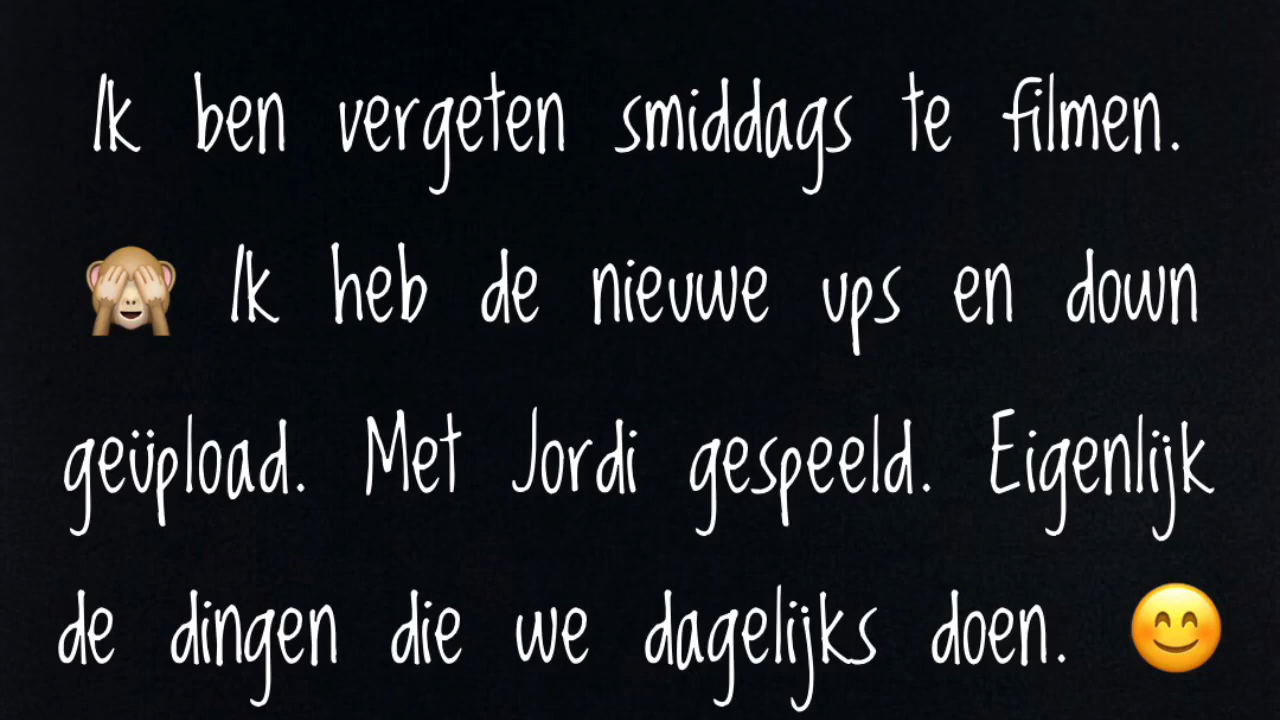 Ik ben vergeten smiddags te filmen.
🙈 Ik heb de nieuwe ups en down
geüpload. Met Jordi gespeeld. Eigenlijk
de dingen die we dagelijks doen. 😊